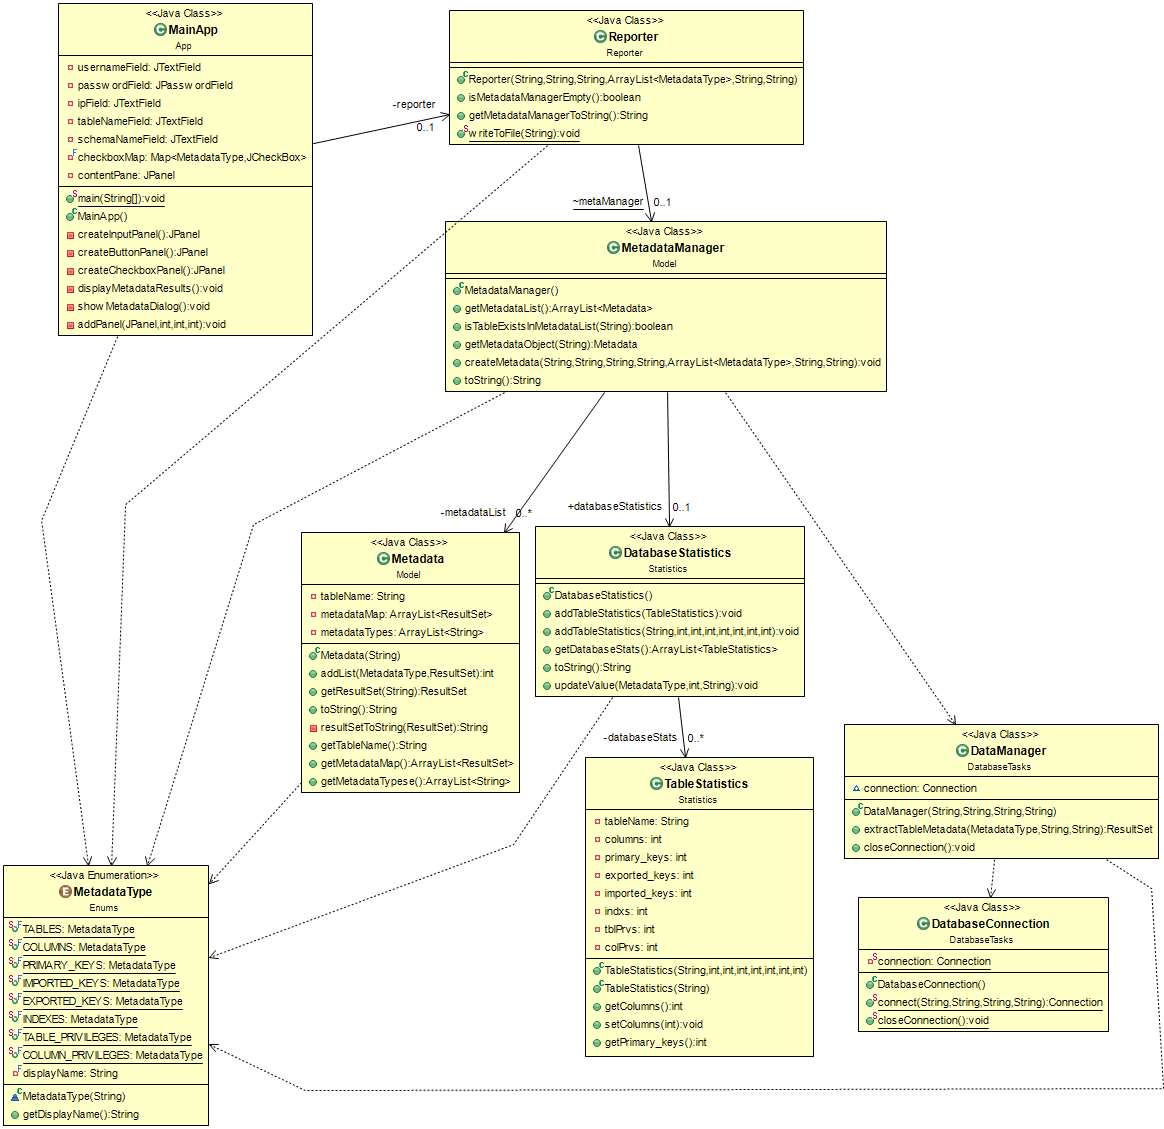 <<Java Class>>
MainApp
App
usernameField: JTextField
passwordField: JPasswordField
ipField: JTextField
tableNameField: JTextField
schemaNameField: JTextField
checkboxMap: Map<MetadataType,JCheckBox>
contentPane: JPanel
main(String[]):void
MainApp()
createInputPanel():JPanel
createButtonPanel():JPanel
createCheckboxPanel():JPanel
displayMetadataResults():void
showMetadataDialog():void
addPanel(JPanel,int,int,int):void
-reporter
0..1
<<Java Class>>
Reporter
Reporter
Reporter(String,String,String,ArrayList<MetadataType>,String,String)
isMetadataManagerEmpty():boolean
getMetadataManagerToString():String
writeToFile(String):void
~metaManager
0..1
<<Java Class>>
MetadataManager
Model
MetadataManager()
getMetadataList():ArrayList<Metadata>
isTableExistsInMetadataList(String):boolean
getMetadataObject(String):Metadata
createMetadata(String,String,String,String,ArrayList<MetadataType>,String,String):void
toString():String
-metadataList
0..*
+databaseStatistics
0..1
<<Java Class>>
Metadata
Model
tableName: String
metadataMap: ArrayList<ResultSet>
metadataTypes: ArrayList<String>
Metadata(String)
addList(MetadataType,ResultSet):int
getResultSet(String):ResultSet
toString():String
resultSetToString(ResultSet):String
getTableName():String
getMetadataMap():ArrayList<ResultSet>
getMetadataTypese():ArrayList<String>
<<Java Class>>
DatabaseStatistics
Statistics
DatabaseStatistics()
addTableStatistics(TableStatistics):void
addTableStatistics(String,int,int,int,int,int,int,int):void
getDatabaseStats():ArrayList<TableStatistics>
toString():String
updateValue(MetadataType,int,String):void
-databaseStats
0..*
<<Java Class>>
TableStatistics
Statistics
tableName: String
columns: int
primary_keys: int
exported_keys: int
imported_keys: int
indxs: int
tblPrvs: int
colPrvs: int
TableStatistics(String,int,int,int,int,int,int,int)
TableStatistics(String)
getColumns():int
setColumns(int):void
getPrimary_keys():int
<<Java Class>>
DataManager
DatabaseTasks
connection: Connection
DataManager(String,String,String,String)
extractTableMetadata(MetadataType,String,String):ResultSet
closeConnection():void
<<Java Class>>
DatabaseConnection
DatabaseTasks
connection: Connection
DatabaseConnection()
connect(String,String,String,String):Connection
closeConnection():void
<<Java Enumeration>>
MetadataType
Enums
TABLES: MetadataType
COLUMNS: MetadataType
PRIMARY_KEYS: MetadataType
IMPORTED_KEYS: MetadataType
EXPORTED_KEYS: MetadataType
INDEXES: MetadataType
TABLE_PRIVILEGES: MetadataType
COLUMN_PRIVILEGES: MetadataType
displayName: String
MetadataType(String)
getDisplayName():String